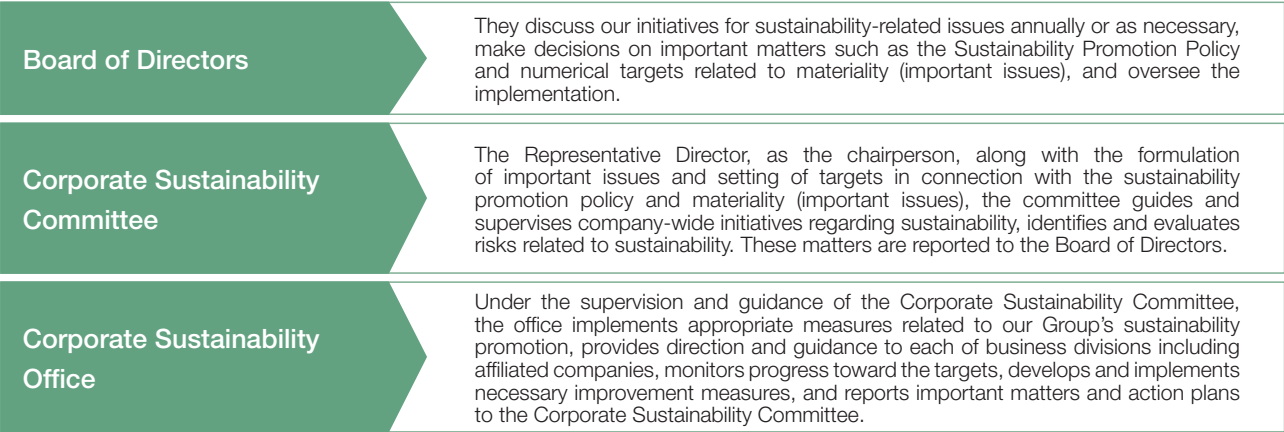 Board of Directors
They discuss our initiatives for sustainability-related issues annually or as necessary,
make decisions on important matters such as the Sustainability Promotion Policy
and numerical targets related to materiality (important issues), and oversee the
implementation.
Corporate Sustainability
Committee
The Representative Director, as the chairperson, along with the formulation
of important issues and setting of targets in connection with the sustainability
promotion policy and materiality (important issues), the committee guides and
supervises company-wide initiatives regarding sustainability, identifies and evaluates
risks related to sustainability. These matters are reported to the Board of Directors.
Corporate Sustainability
Office
Under the supervision and guidance of the Corporate Sustainability Committee,
the office implements appropriate measures related to our Group's sustainability
promotion, provides direction and guidance to each of business divisions including
affiliated companies, monitors progress toward the targets, develops and implements
necessary improvement measures, and reports important matters and action plans
to the Corporate Sustainability Committee.